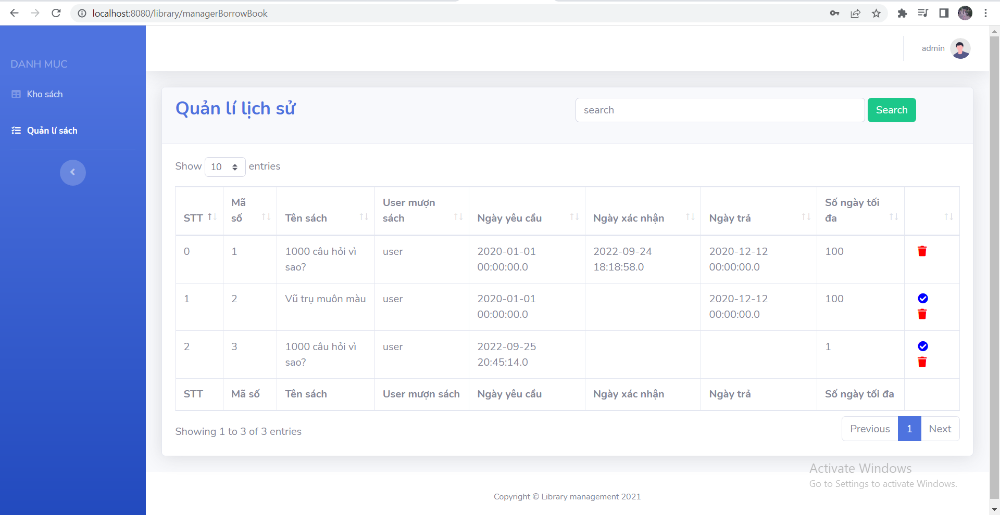 localhost:8080/library/managerBorrowBook
admin
DANH MỤC
Kho sách
Quản lí sách
Quản lí lịch sử
search
Search
Show 10 entries
STT
Mã số
Tên sách
User mượn sách
Ngày yêu cầu
Ngày xác nhận
Ngày trả
Số ngày tối đa
0
1
1000 câu hỏi vì
sao?
user
2020-01-01
00:00:00.0
2022-09-24
18:18:58.0
2020-12-12
00:00:00.0
100
1
2
Vũ trụ muôn màu
user
2020-01-01
00:00:00.0
2020-12-12
00:00:00.0
100
2
3
1000 câu hỏi vì
sao?
user
2022-09-25
20:45:14.0
1
STT
Mã số
Tên sách
User mượn sách
Ngày yêu cầu
Ngày xác nhận
Ngày trả
Số ngày tối đa
Showing 1 to 3 of 3 entries
Previous
1
Next
Activate Windows
Go to Settings to activate Windows.
Copyright © Library management 2021